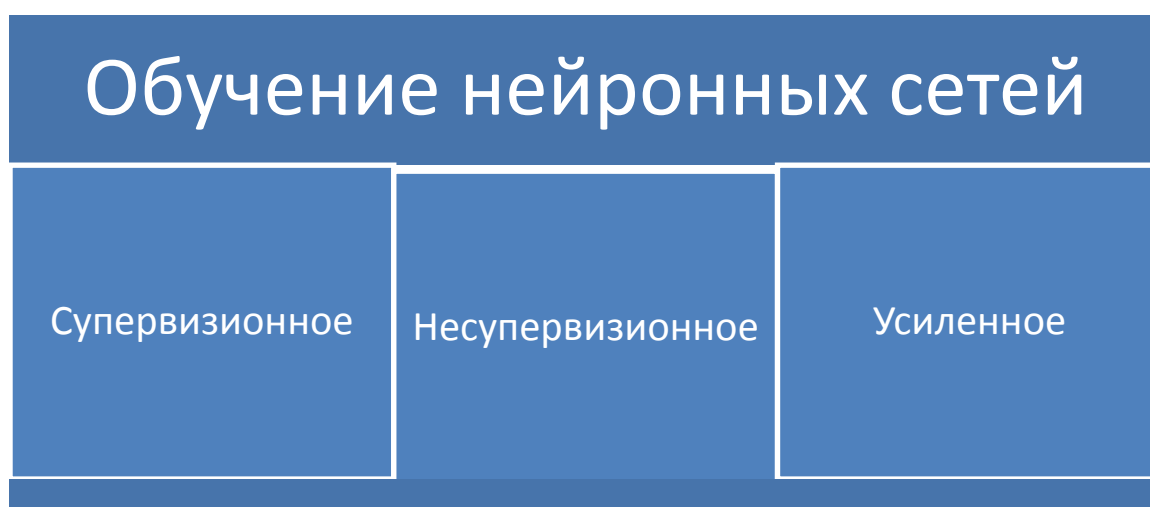 Обучение нейронных сетей
Супервизионное
Несупервизионное
Усиленное